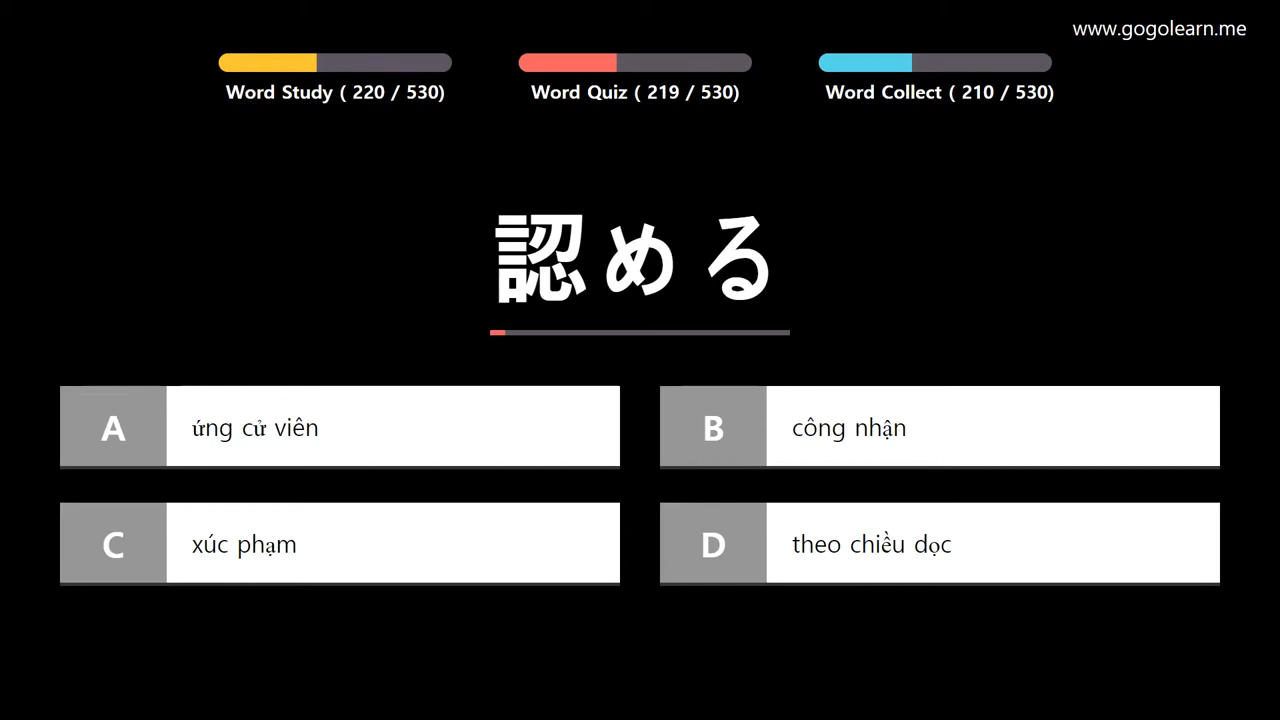 www.gogolearn.me
Word Study ( 220 / 530)
Word Quiz ( 219 / 530)
Word Collect ( 210 / 530)
認める
A ứng cử viên
B công nhận
C xúc phạm
D theo chiều dọc